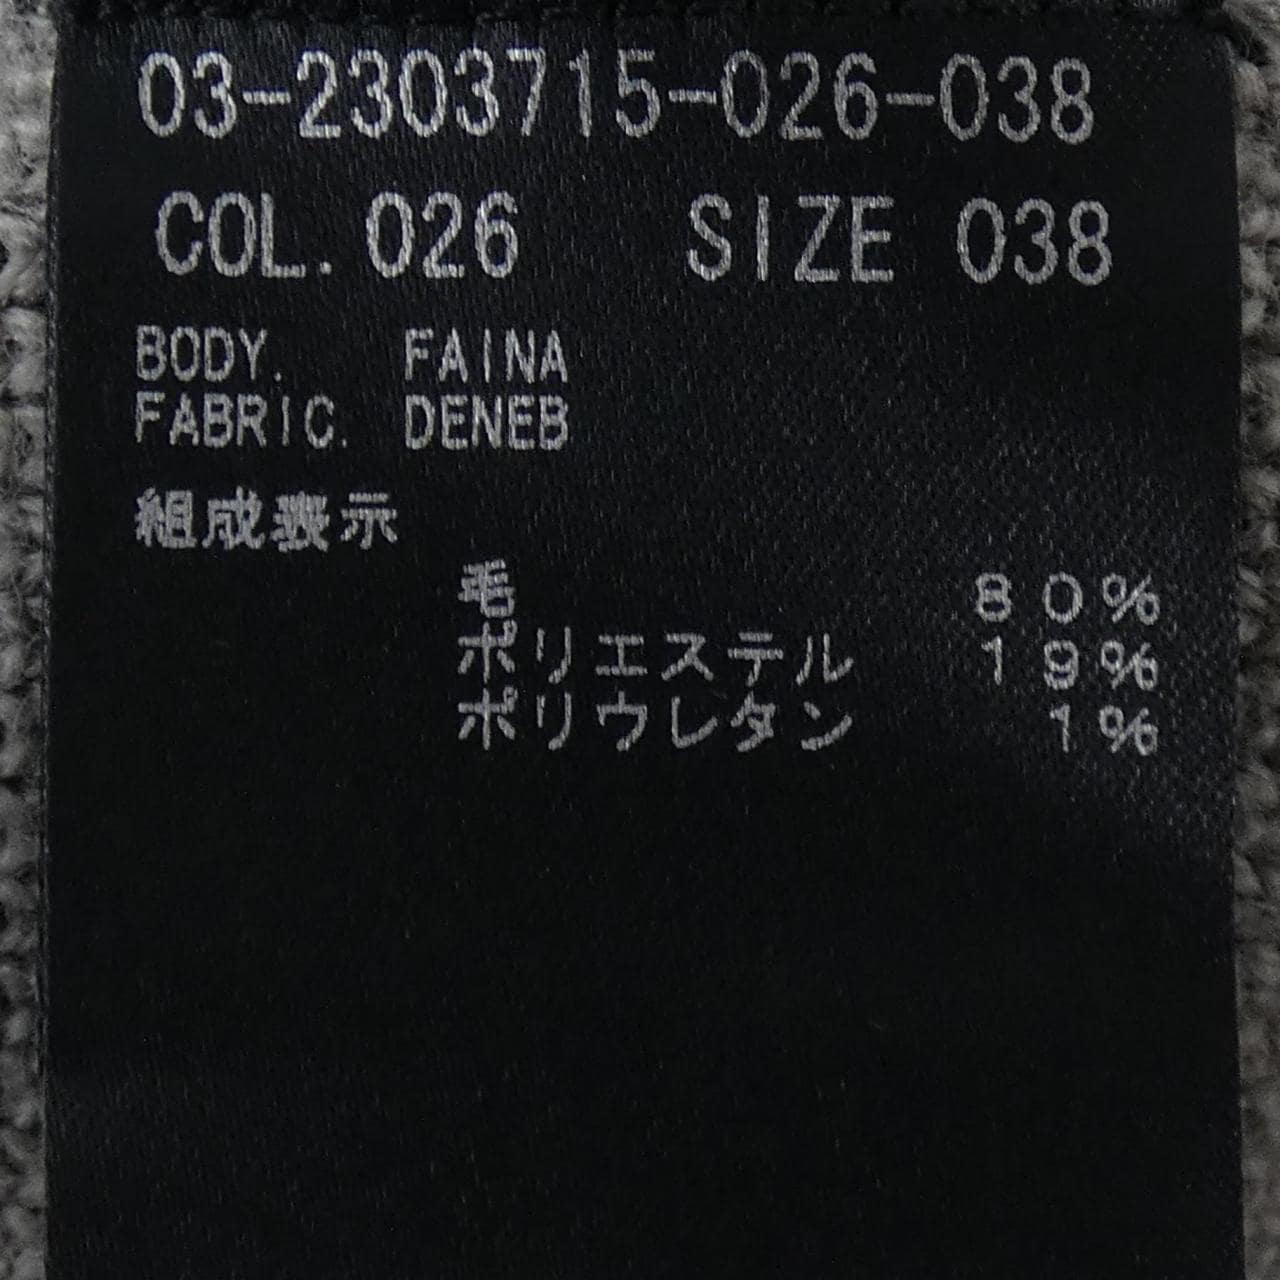 03-2303715-026-038
COL. 026 SIZE 038
BODY. FAINA
FABRIC. DENEB
組成表示
毛 80%
ポリエステル 19%
ポリウレタン 1%